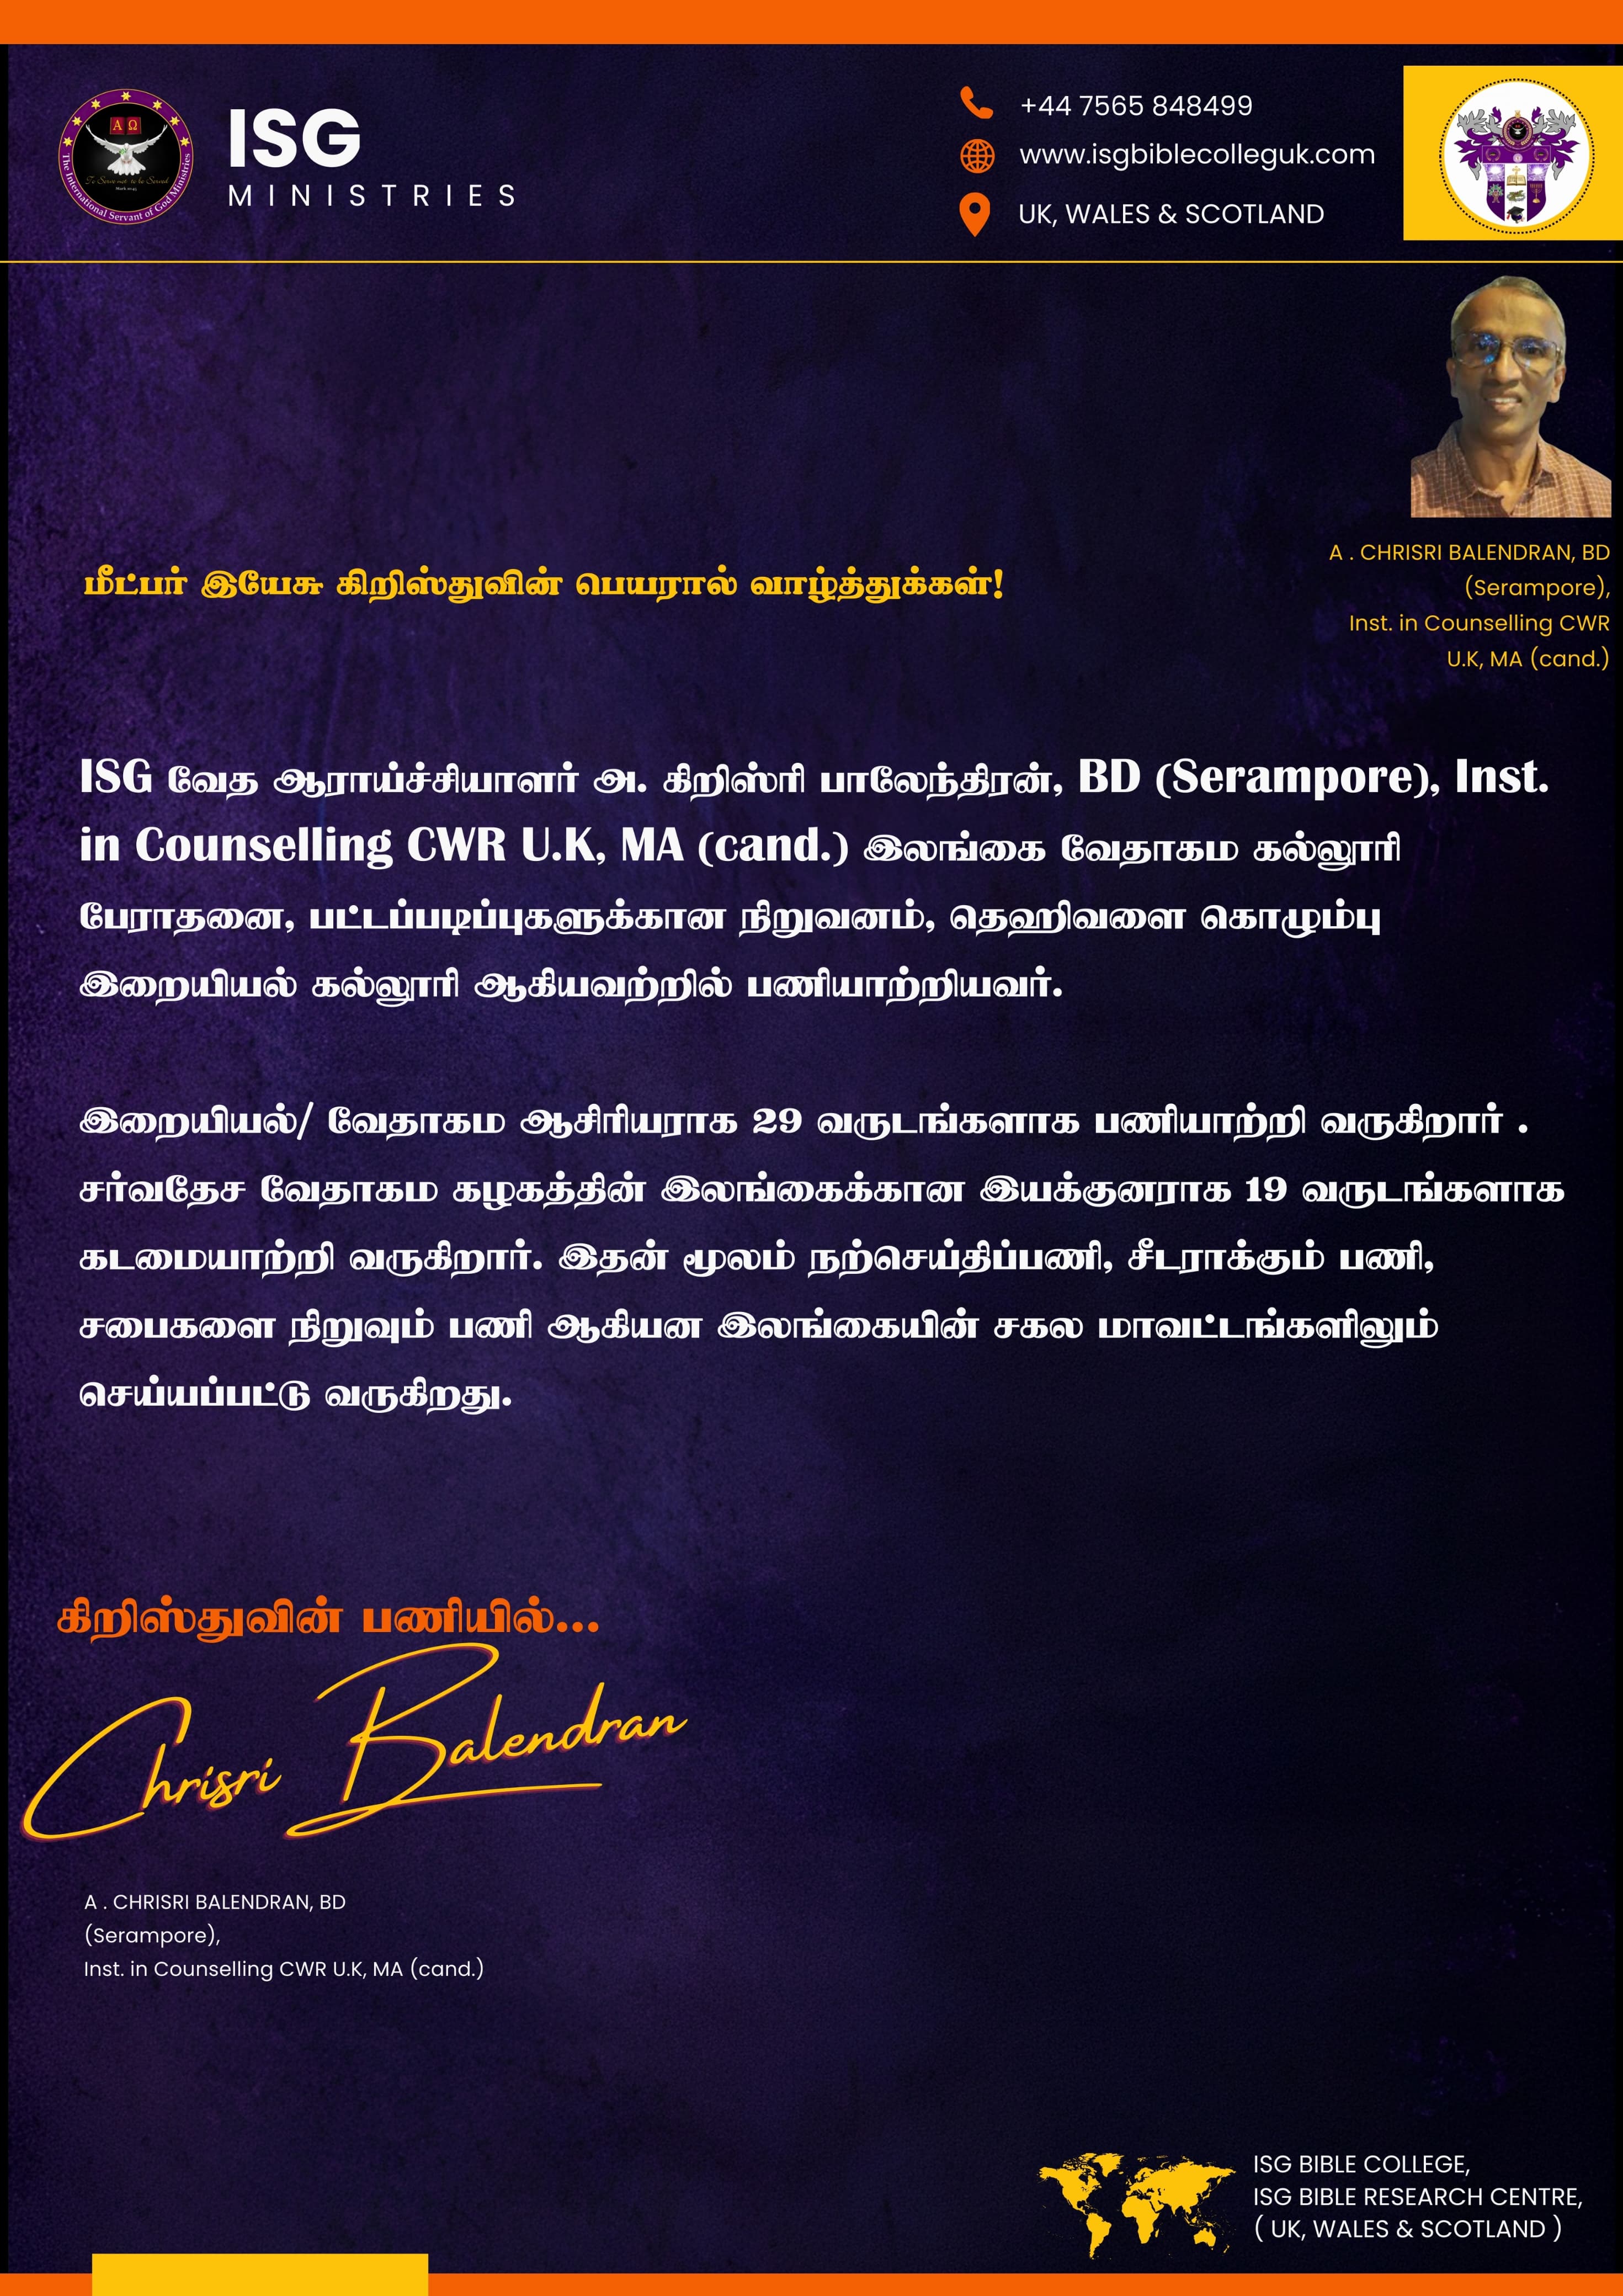 ISG
MINISTRIES
The International Servant of God Ministries
A Ω
To Serve not to be Served
+44 7565 848499
www.isgbiblecolleguk.com
UK, WALES & SCOTLAND
A . CHRISRI BALENDRAN, BD
(Serampore),
Inst. in Counselling CWR
U.K, MA (cand.)
மீட்பர் இயேசு கிறிஸ்துவின் பெயரால் வாழ்த்துக்கள்!
ISG வேத ஆராய்ச்சியாளர் அ. கிறிஸ்ரி பாலேந்திரன், BD (Serampore), Inst.
in Counselling CWR U.K, MA (cand.) இலங்கை வேதாகம கல்லூரி
பேராதனை, பட்டப்படிப்புகளுக்கான நிறுவனம், தெஹிவளை கொழும்பு
இறையியல் கல்லூரி ஆகியவற்றில் பணியாற்றியவர்.
இறையியல்/ வேதாகம ஆசிரியராக 29 வருடங்களாக பணியாற்றி வருகிறார் .
சர்வதேச வேதாகம கழகத்தின் இலங்கைக்கான இயக்குனராக 19 வருடங்களாக
கடமையாற்றி வருகிறார். இதன் மூலம் நற்செய்திப்பணி, சீடராக்கும் பணி,
சபைகளை நிறுவும் பணி ஆகியன இலங்கையின் சகல மாவட்டங்களிலும்
செய்யப்பட்டு வருகிறது.
கிறிஸ்துவின் பணியில்...
Chrisri Balendran
A . CHRISRI BALENDRAN, BD
(Serampore),
Inst. in Counselling CWR U.K, MA (cand.)
ISG BIBLE COLLEGE,
ISG BIBLE RESEARCH CENTRE,
( UK, WALES & SCOTLAND )